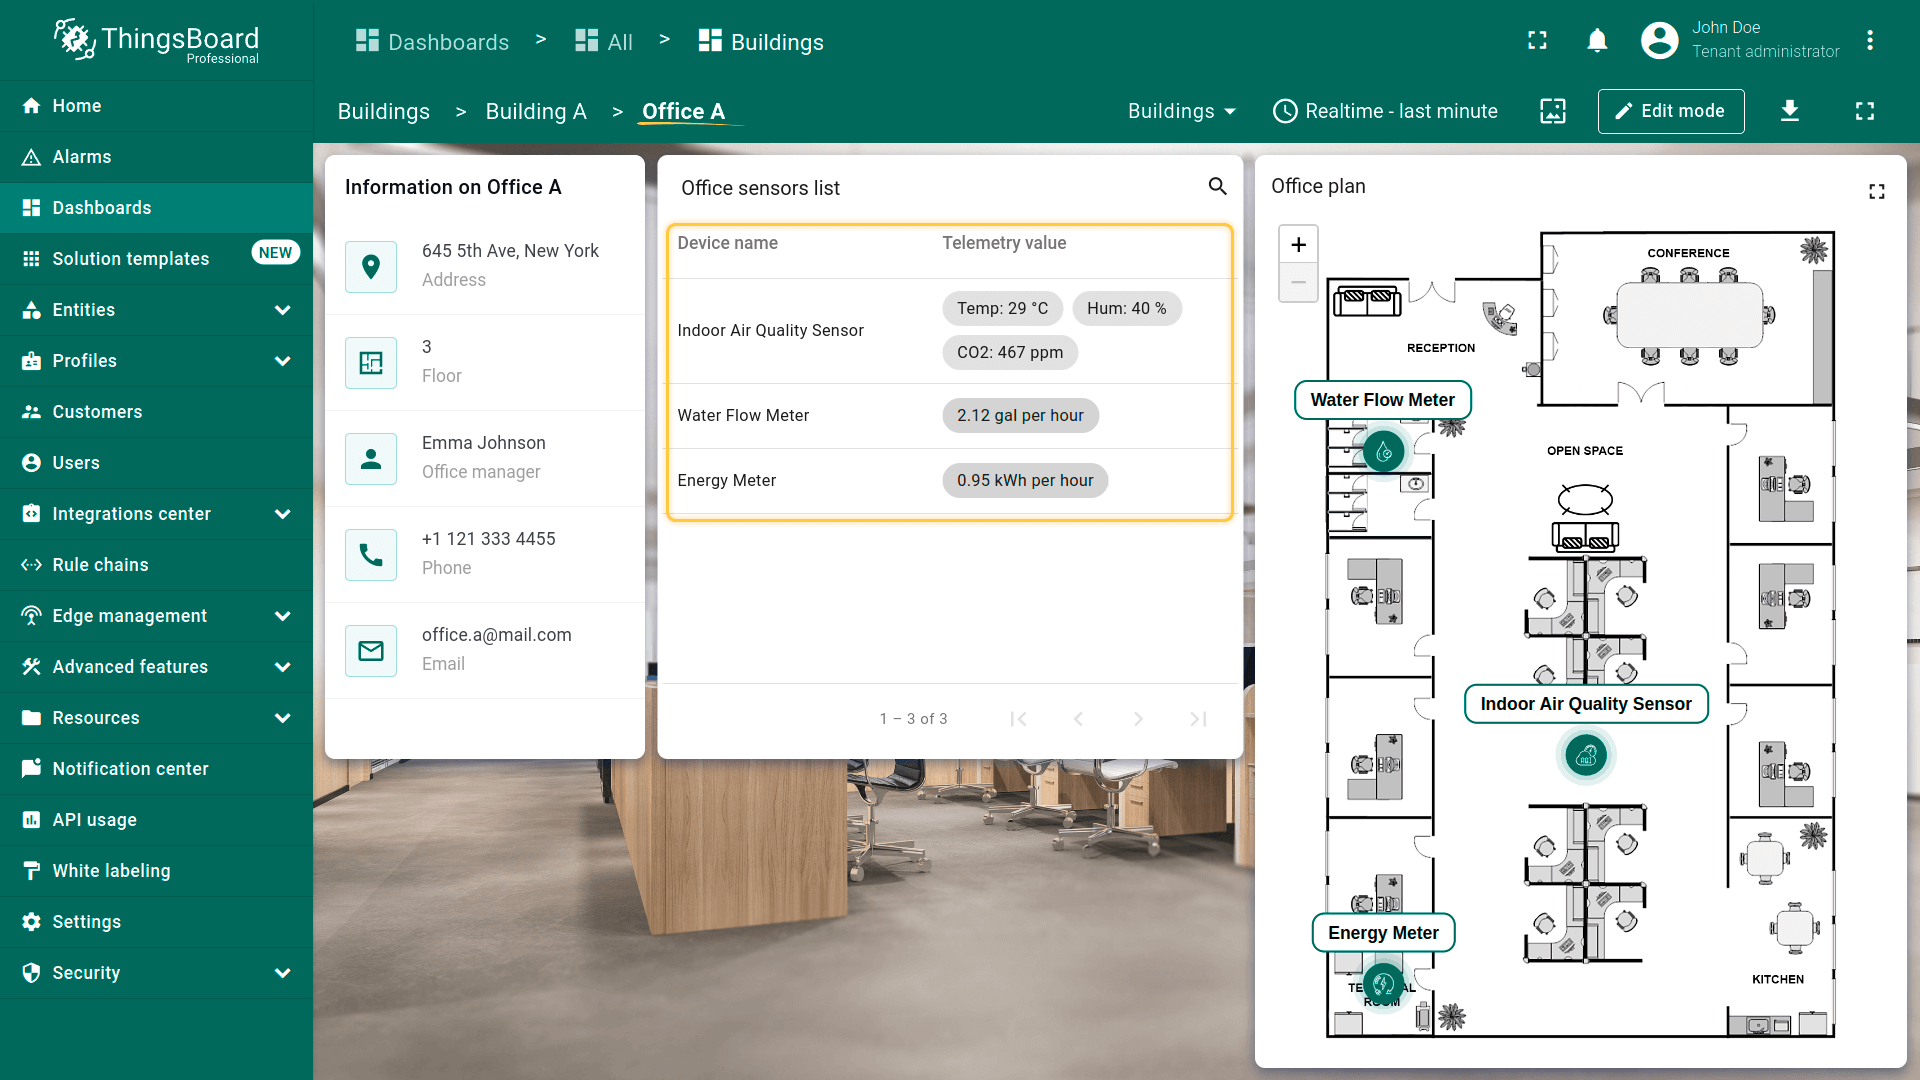 ThingsBoard
Professional
Home
Alarms
Dashboards
Solution templates NEW
Entities
Profiles
Customers
Users
Integrations center
Rule chains
Edge management
Advanced features
Resources
Notification center
API usage
White labeling
Settings
Security
Dashboards > All > Buildings
John Doe
Tenant administrator
Buildings > Building A > Office A
Buildings
Realtime - last minute
Edit mode
Information on Office A
645 5th Ave, New York
Address
3
Floor
Emma Johnson
Office manager
+1 121 333 4455
Phone
office.a@mail.com
Email
Office sensors list
Device name Telemetry value
Indoor Air Quality Sensor
Temp: 29 °C Hum: 40 %
CO2: 467 ppm
Water Flow Meter 2.12 gal per hour
Energy Meter 0.95 kWh per hour
1 – 3 of 3
Office plan
+
−
CONFERENCE
RECEPTION
Water Flow Meter
OPEN SPACE
Indoor Air Quality Sensor
AQI
Energy Meter
KITCHEN
ROOM